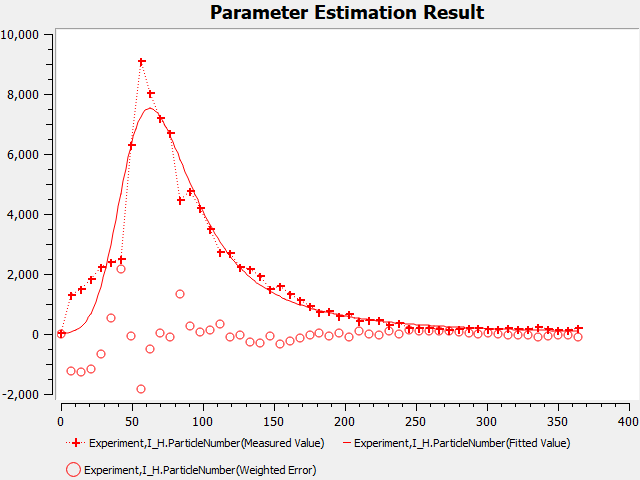 Parameter Estimation Result
10,000
8,000
6,000
4,000
2,000
0
-2,000
0 50 100 150 200 250 300 350 400
Experiment,I_H.ParticleNumber(Measured Value) Experiment,I_H.ParticleNumber(Fitted Value)
Experiment,I_H.ParticleNumber(Weighted Error)